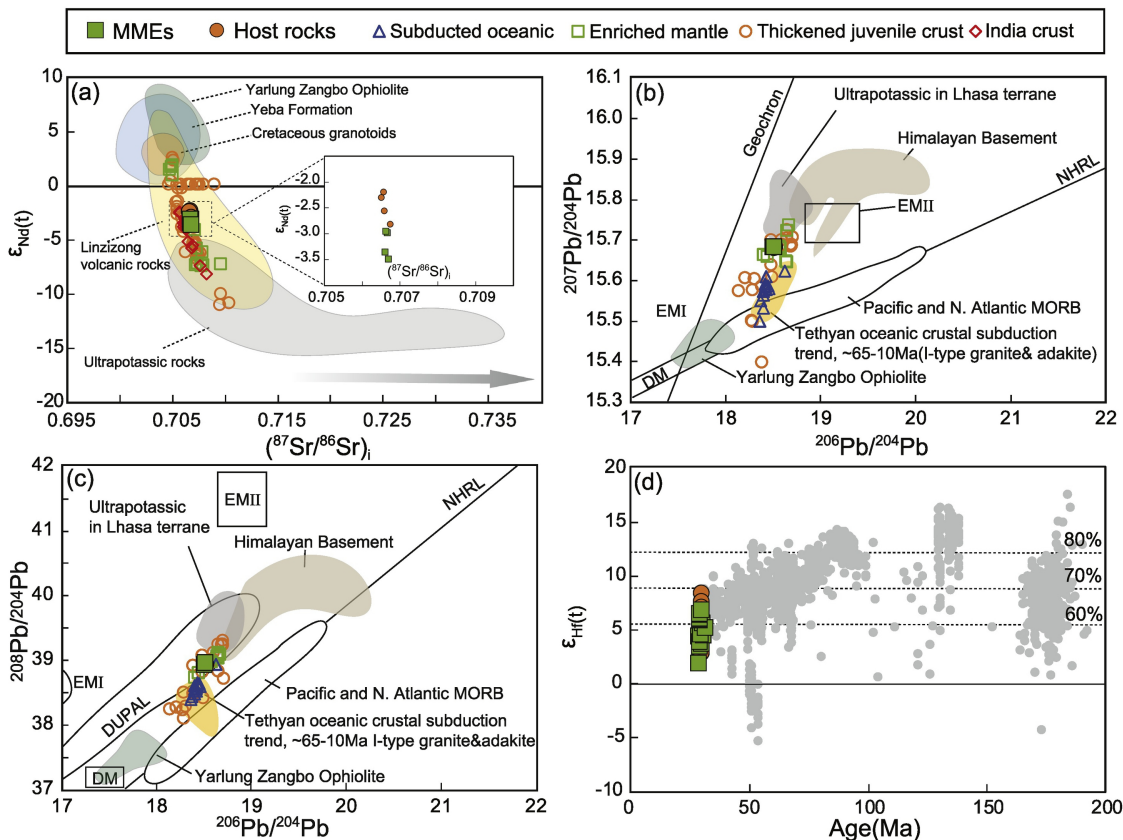 MMEs Host rocks Subducted oceanic Enriched mantle Thickened juvenile crust India crust
(a)
10
5
0
-5
-10
-15
-20
εNd(t)
Yarlung Zangbo Ophiolite
Yeba Formation
Cretaceous granotoids
Linzizong
volcanic rocks
Ultrapotassic rocks
-2.0
-2.5
-3.0
-3.5
εNd(t)
(⁸⁷Sr/⁸⁶Sr)i
0.705 0.707 0.709
0.695 0.705 0.715 0.725 0.735
(⁸⁷Sr/⁸⁶Sr)i
(b)
16.1
16.0
15.9
15.8
15.7
15.6
15.5
15.4
15.3
207Pb/²⁰⁴Pb
Geochron
Ultrapotassic in Lhasa terrane
Himalayan Basement
NHRL
EMII
EMI
Pacific and N. Atlantic MORB
Tethyan oceanic crustal subduction
trend, ~65-10Ma(I-type granite& adakite)
DM
Yarlung Zangbo Ophiolite
17 18 19 20 21 22
²⁰⁶Pb/²⁰⁴Pb
(c)
42
41
40
39
38
37
208Pb/²⁰⁴Pb
Ultrapotassic
in Lhasa terrane
EMII
NHRL
Himalayan Basement
EMI
DUPAL
Pacific and N. Atlantic MORB
Tethyan oceanic crustal subduction
trend, ~65-10Ma I-type granite&adakite
DM
Yarlung Zangbo Ophiolite
17 18 19 20 21 22
²⁰⁶Pb/²⁰⁴Pb
(d)
20
15
10
5
0
-5
-10
εHf(t)
80%
70%
60%
0 50 100 150 200
Age(Ma)